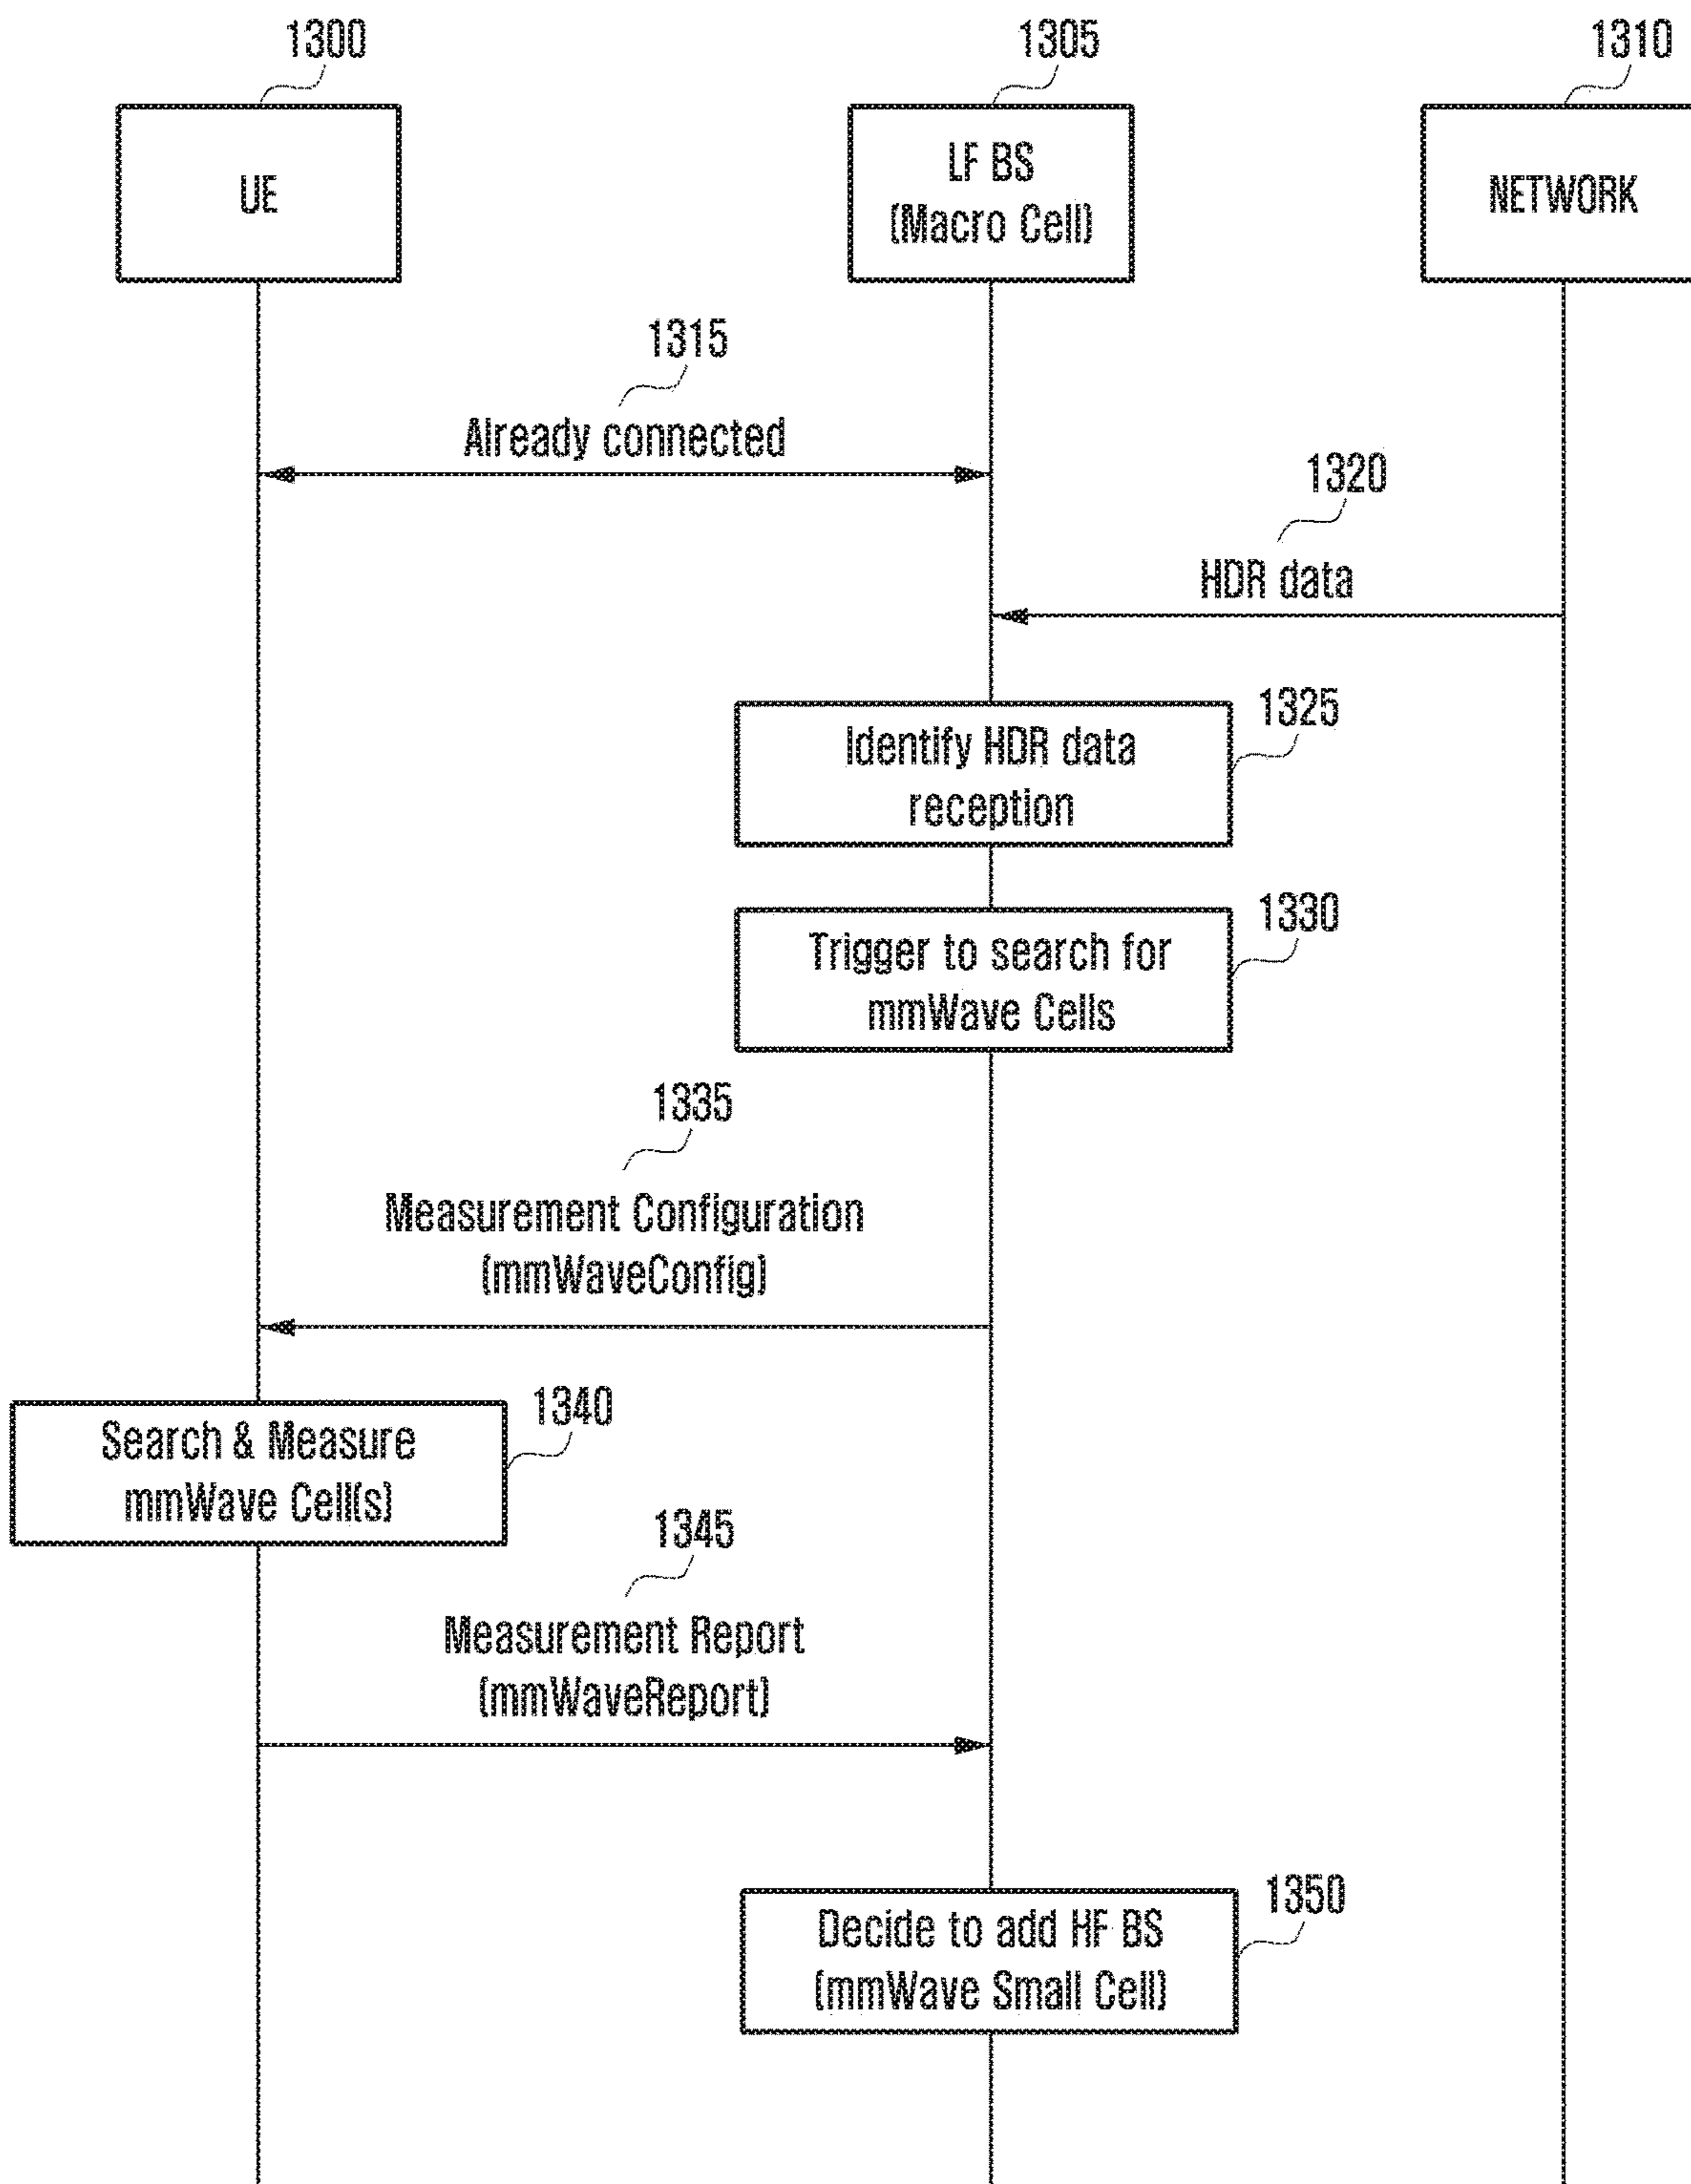 1300
1305
1310
UE
LF BS
(Macro Cell)
NETWORK
1315
Already connected
1320
HDR data
1325
Identify HDR data
reception
1330
Trigger to search for
mmWave Cells
1335
Measurement Configuration
(mmWaveConfig)
1340
Search & Measure
mmWave Cell(s)
1345
Measurement Report
(mmWaveReport)
1350
Decide to add HF BS
(mmWave Small Cell)